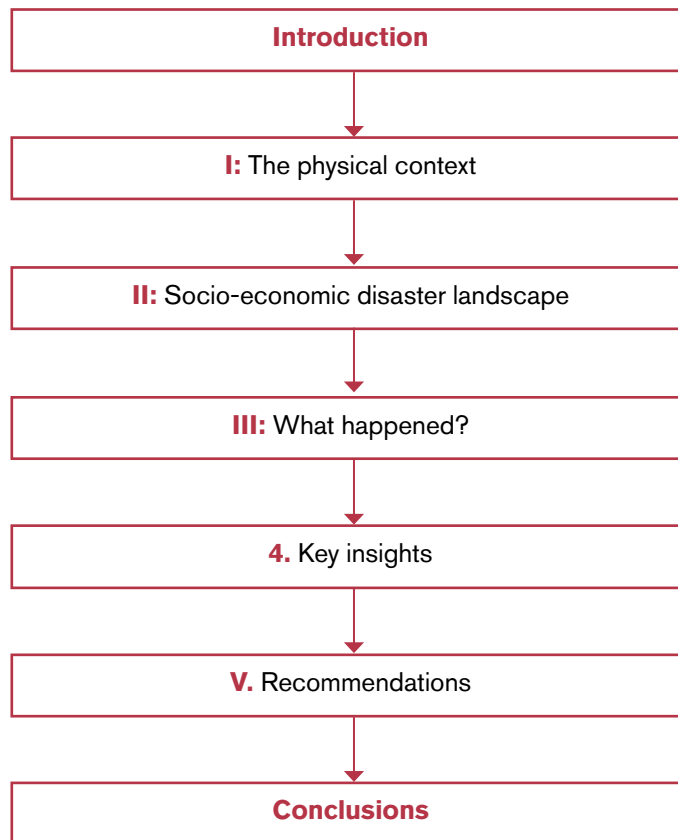 Introduction
I: The physical context
II: Socio-economic disaster landscape
III: What happened?
4. Key insights
V. Recommendations
Conclusions